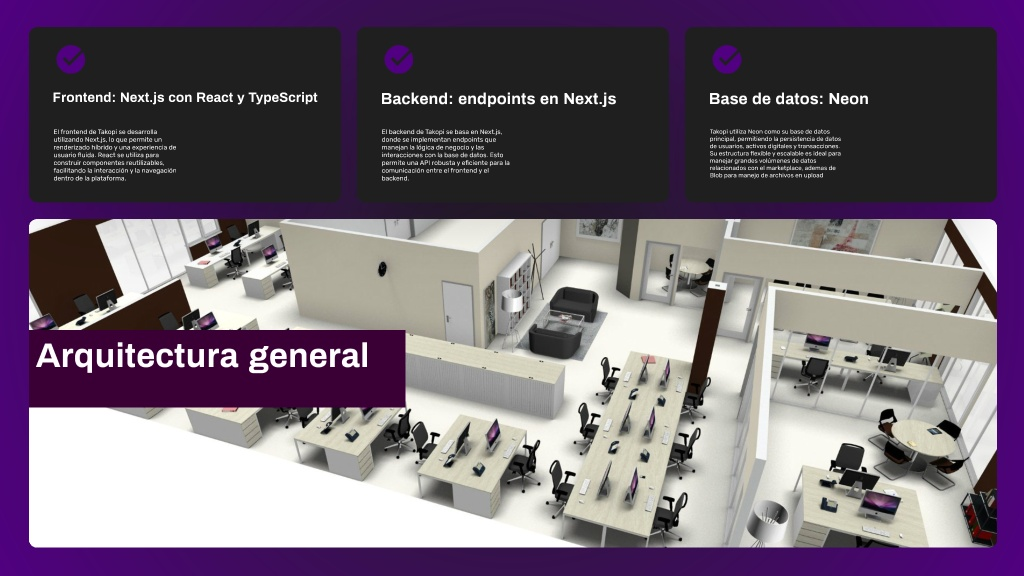 Frontend: Next.js con React y TypeScript
El frontend de Takopi se desarrolla
utilizando Next.js, lo que permite un
renderizado híbrido y una experiencia de
usuario fluida. React se utiliza para
construir componentes reutilizables,
facilitando la interacción y la navegación
dentro de la plataforma.
Backend: endpoints en Next.js
El backend de Takopi se basa en Next.js,
donde se implementan endpoints que
manejan la lógica de negocio y las
interacciones con la base de datos. Esto
permite una API robusta y eficiente para la
comunicación entre el frontend y el
backend.
Base de datos: Neon
Takopi utiliza Neon como su base de datos
principal, permitiendo la persistencia de datos
de usuarios, activos digitales y transacciones.
Su estructura flexible y escalable es ideal para
manejar grandes volúmenes de datos
relacionados con el marketplace, ademas de
Blob para manejo de archivos en upload
Arquitectura general